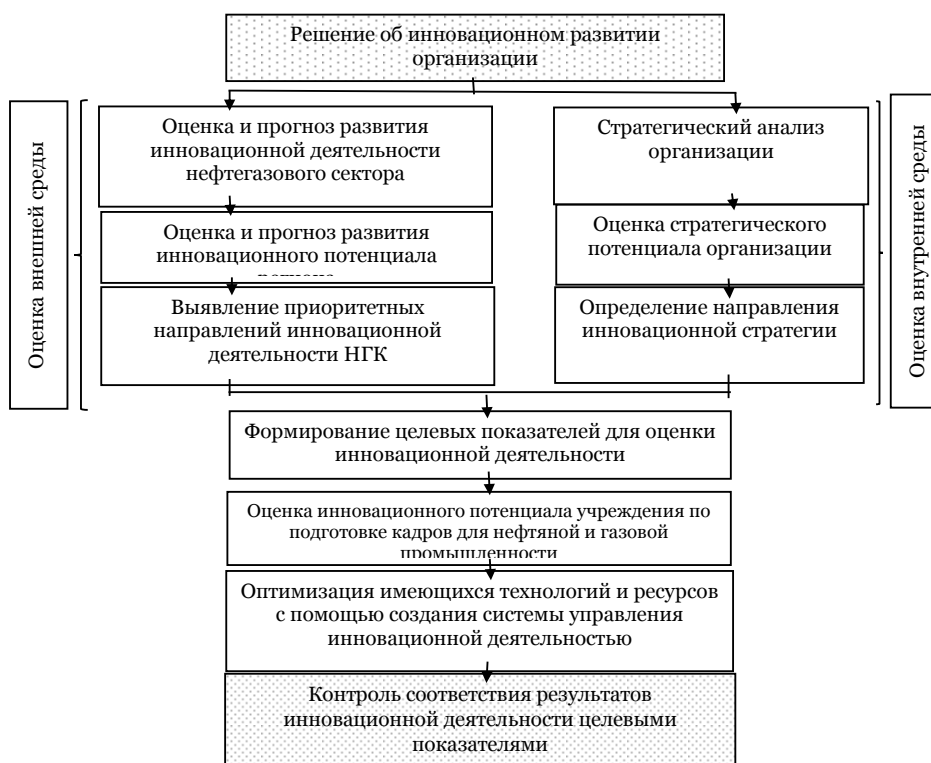 Решение об инновационном развитии
организации
Оценка внешней среды
Оценка и прогноз развития
инновационной деятельности
нефтегазового сектора
Оценка и прогноз развития
инновационного потенциала
Выявление приоритетных
направлений инновационной
деятельности НГК
Стратегический анализ
организации
Оценка стратегического
потенциала организации
Определение направления
инновационной стратегии
Оценка внутренней среды
Формирование целевых показателей для оценки
инновационной деятельности
Оценка инновационного потенциала учреждения по
подготовке кадров для нефтяной и газовой
промышленности
Оптимизация имеющихся технологий и ресурсов
с помощью создания системы управления
инновационной деятельностью
Контроль соответствия результатов
инновационной деятельности целевыми
показателями